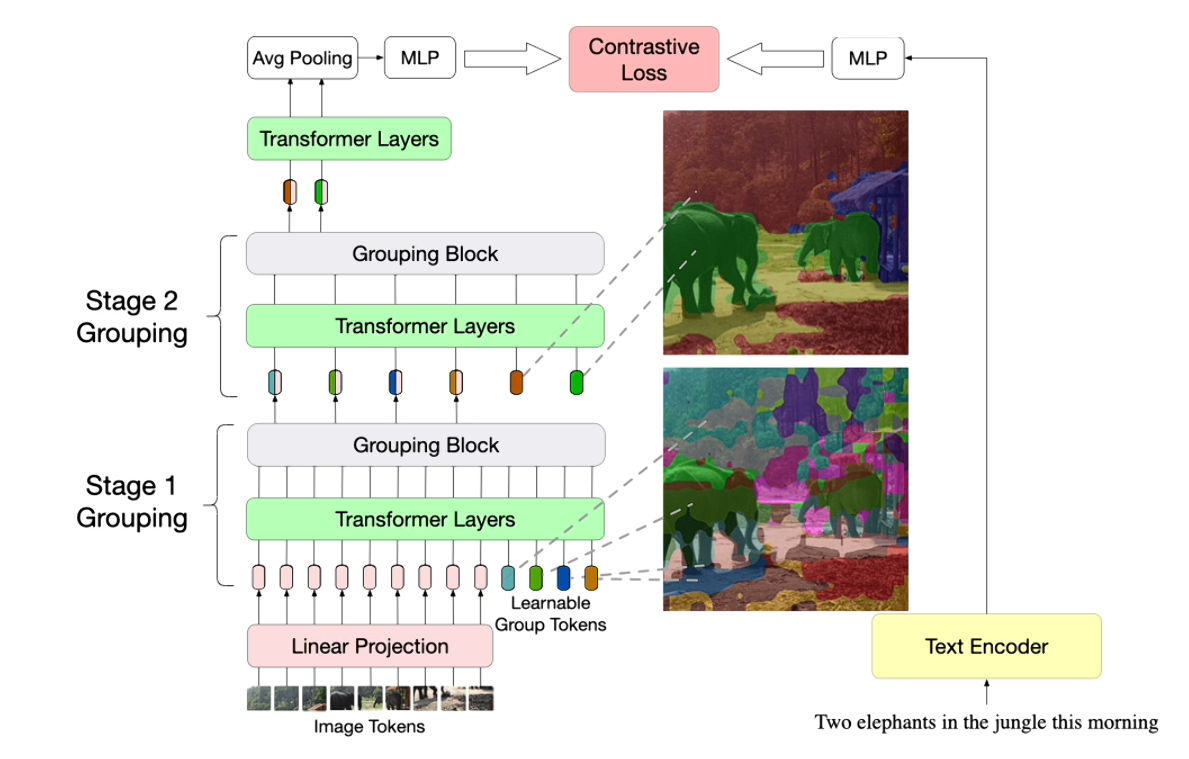 Avg Pooling
MLP
Contrastive
Loss
MLP
Transformer Layers
Grouping Block
Stage 2
Grouping
Transformer Layers
Grouping Block
Stage 1
Grouping
Transformer Layers
Learnable
Group Tokens
Linear Projection
Text Encoder
Image Tokens
Two elephants in the jungle this morning